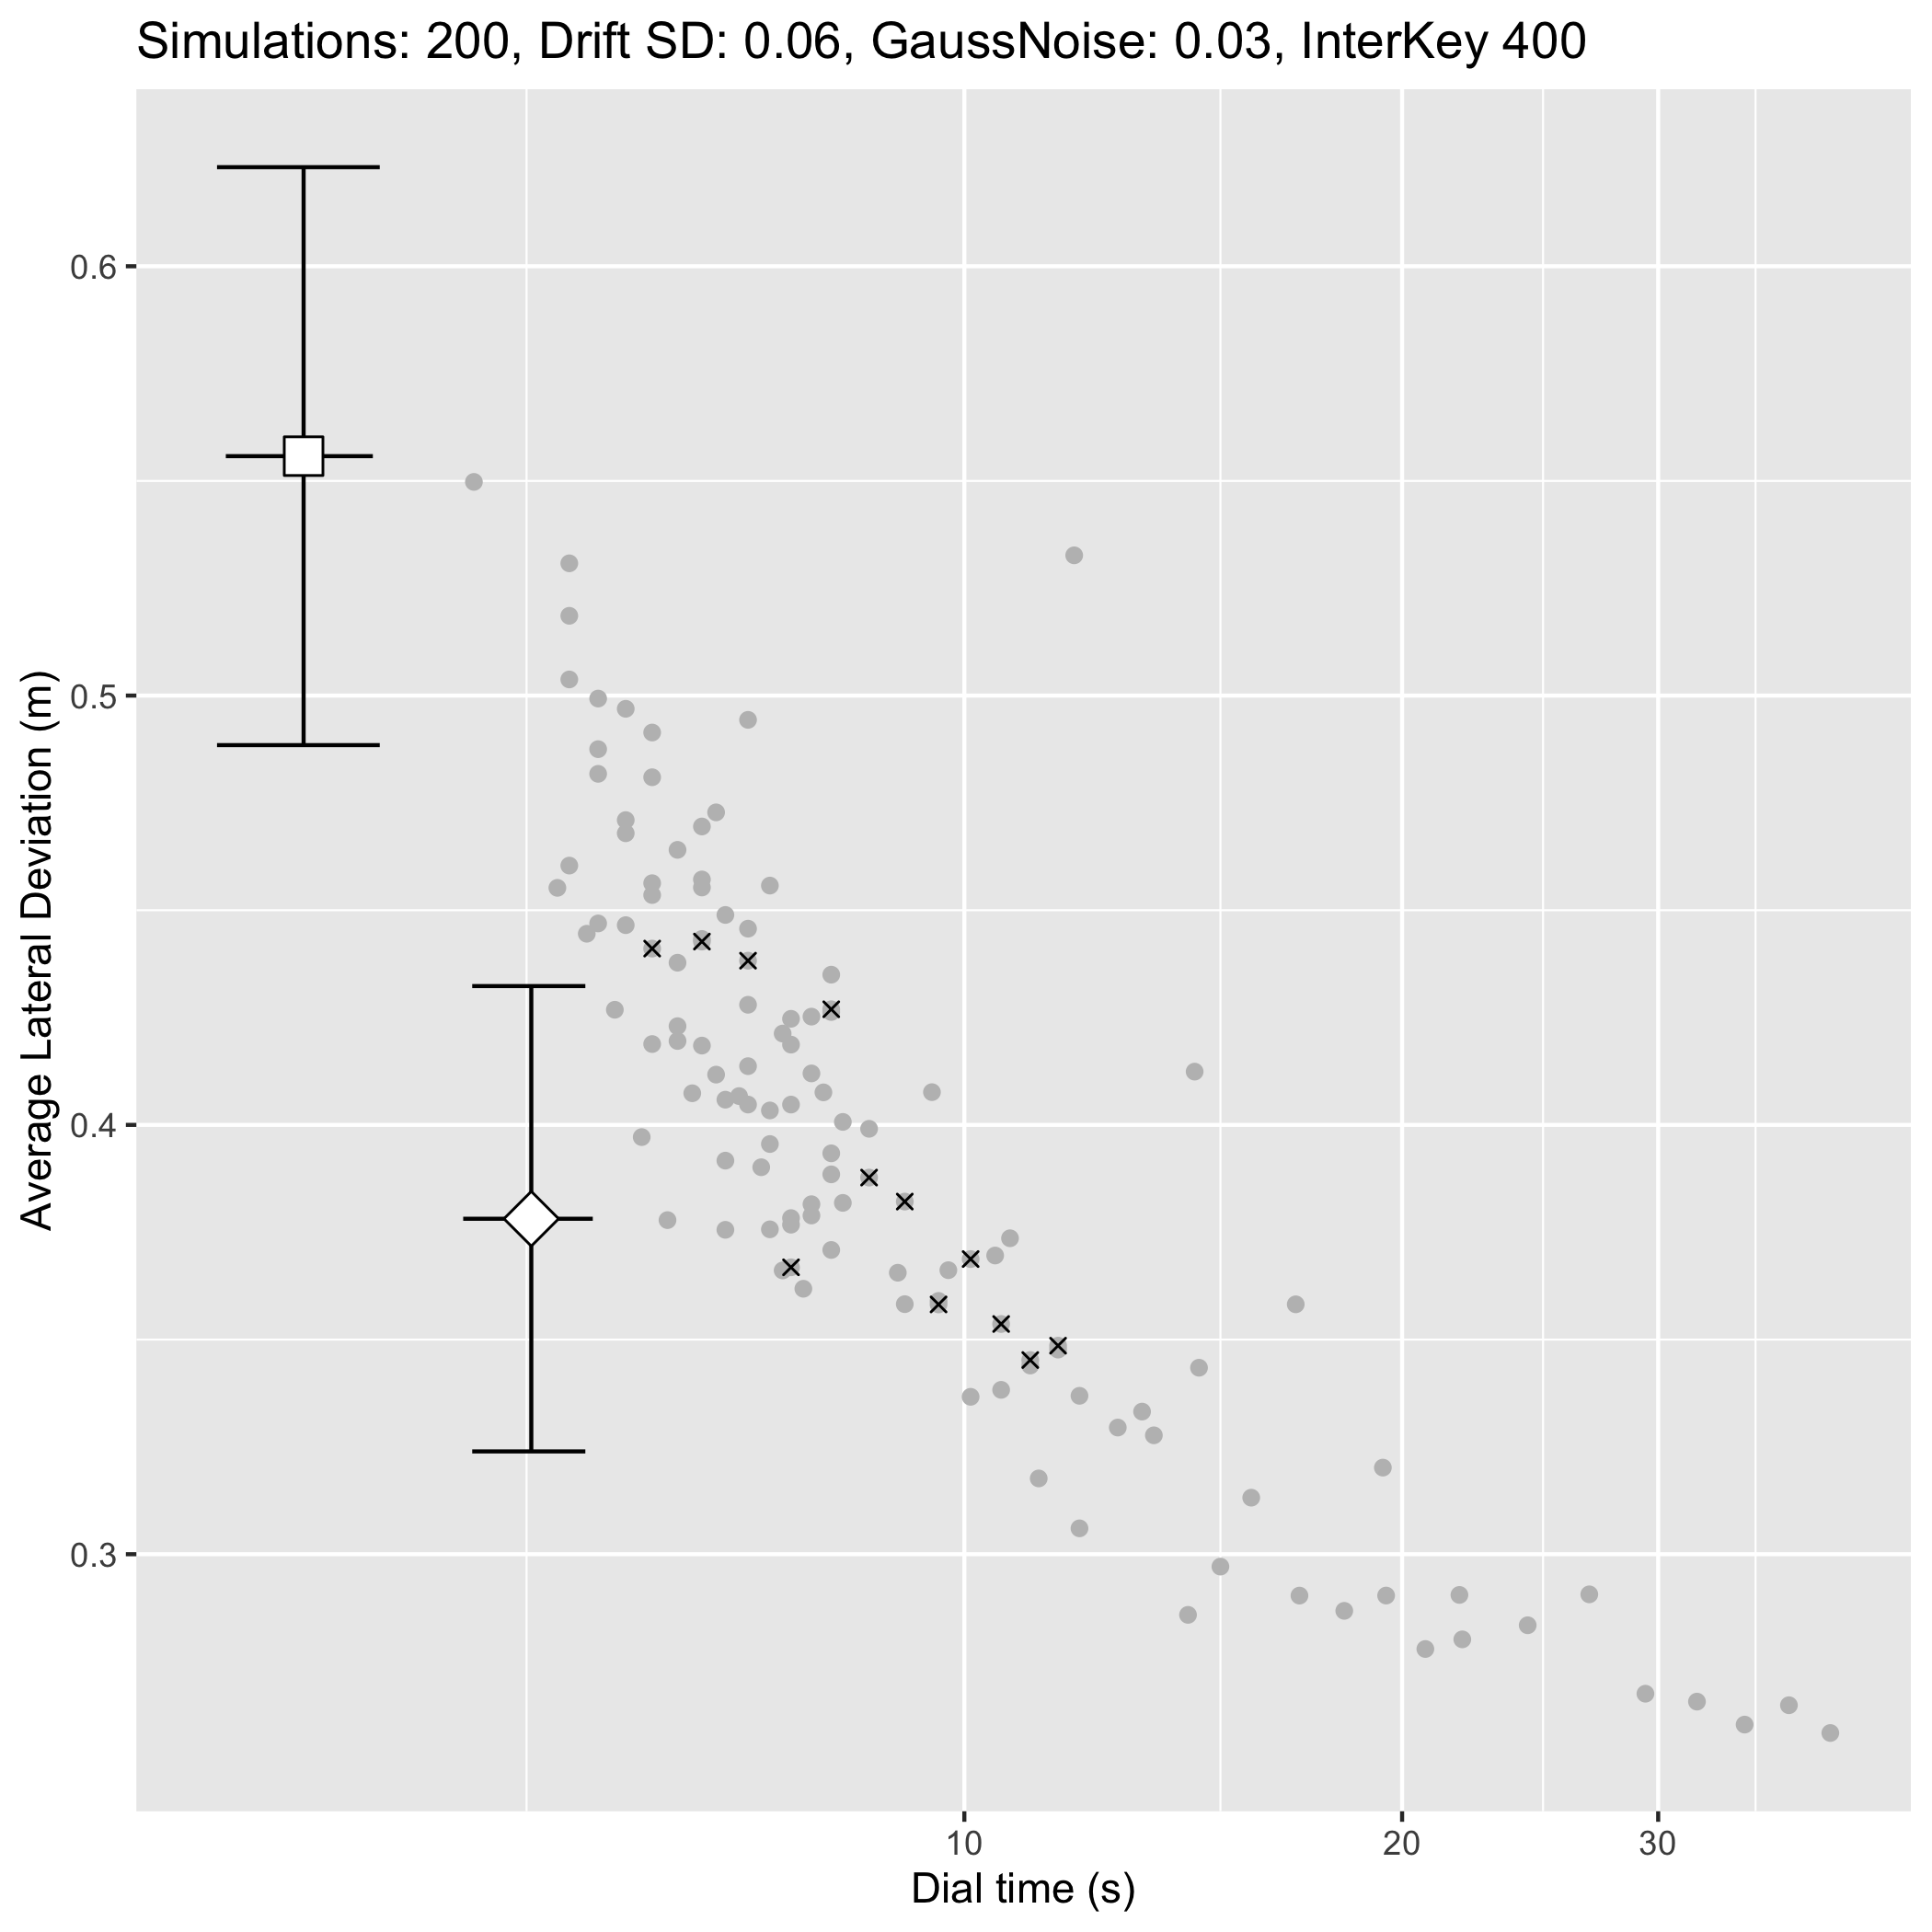 Simulations: 200, Drift SD: 0.06, GaussNoise: 0.03, InterKey 400
Average Lateral Deviation (m)
0.6
0.5
0.4
0.3
10
20
30
Dial time (s)